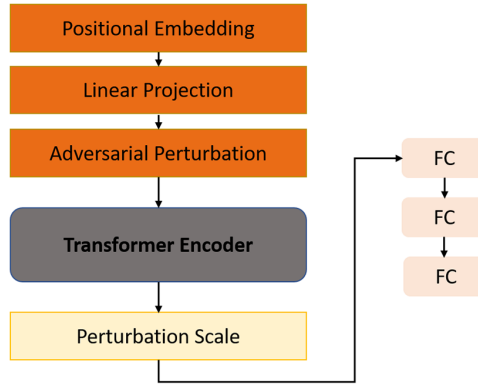 Positional Embedding
Linear Projection
Adversarial Perturbation
Transformer Encoder
Perturbation Scale
FC
FC
FC